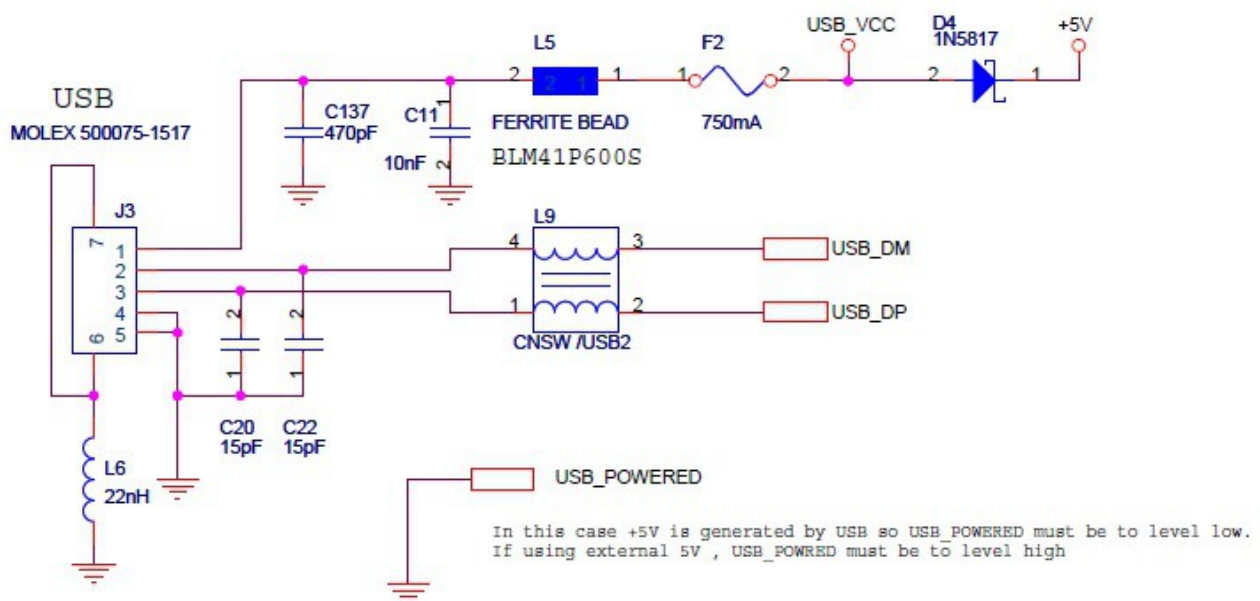 USB_VCC
D4
1N5817
+5V
L5
F2
2
2 1
1
1
2
2
1
USB
MOLEX 500075-1517
C137
470pF
C11
10nF
1
2
FERRITE BEAD
BLM41P600S
750mA
J3
7
1
2
3
4
5
6
L9
4
3
1
2
USB_DM
USB_DP
CNSW /USB2
2
2
1
1
C20
15pF
C22
15pF
L6
22nH
USB_POWERED
In this case +5V is generated by USB so USB_POWERED must be to level low.
If using external 5V , USB_POWRED must be to level high